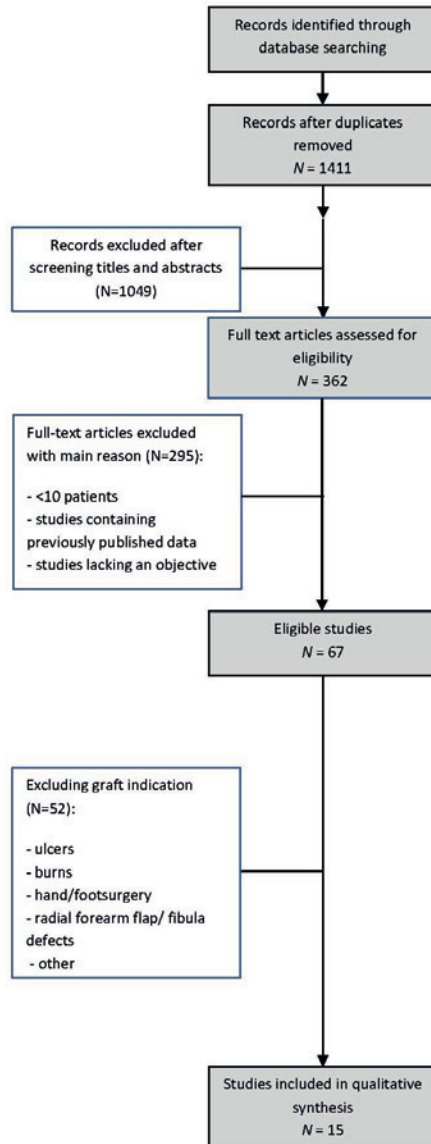 Records identified through
database searching
Records after duplicates
removed
N = 1411
Records excluded after
screening titles and abstracts
(N=1049)
Full text articles assessed for
eligibility
N = 362
Full-text articles excluded
with main reason (N=295):
- <10 patients
- studies containing
previously published data
- studies lacking an objective
Eligible studies
N = 67
Excluding graft indication
(N=52):
- ulcers
- burns
- hand/footsurgery
- radial forearm flap/ fibula
defects
- other
Studies included in qualitative
synthesis
N = 15